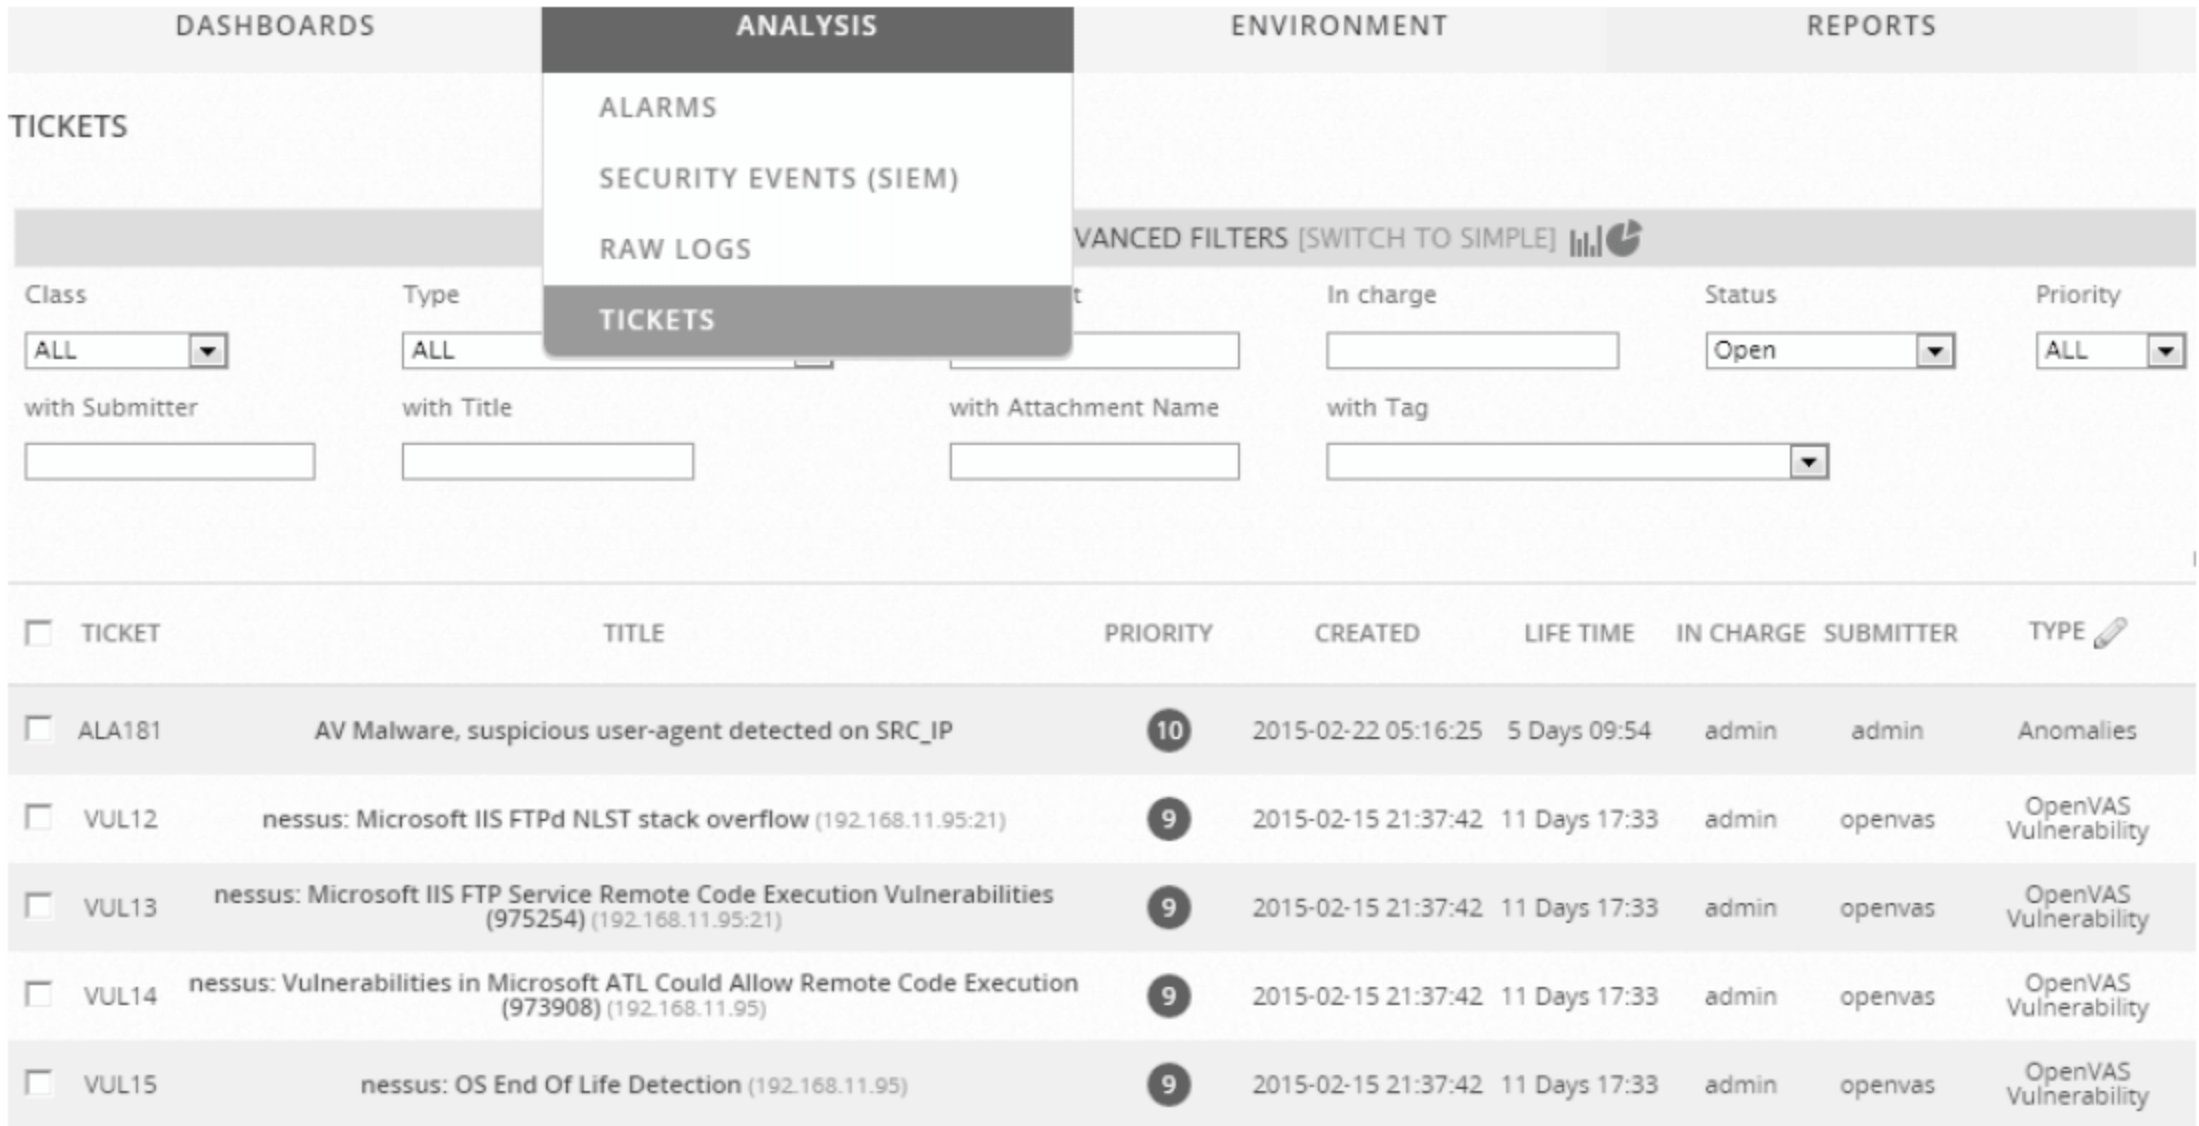 DASHBOARDS ANALYSIS ENVIRONMENT REPORTS
ALARMS
TICKETS
SECURITY EVENTS (SIEM)
VANCED FILTERS [SWITCH TO SIMPLE]
RAW LOGS
Class Type t In charge Status Priority
TICKETS
ALL ALL Open ALL
with Submitter with Title with Attachment Name with Tag
TICKET TITLE PRIORITY CREATED LIFE TIME IN CHARGE SUBMITTER TYPE
ALA181 AV Malware, suspicious user-agent detected on SRC_IP 10 2015-02-22 05:16:25 5 Days 09:54 admin admin Anomalies
VUL12 nessus: Microsoft IIS FTPd NLST stack overflow (192.168.11.95:21) 9 2015-02-15 21:37:42 11 Days 17:33 admin openvas OpenVAS
Vulnerability
VUL13 nessus: Microsoft IIS FTP Service Remote Code Execution Vulnerabilities 9 2015-02-15 21:37:42 11 Days 17:33 admin openvas OpenVAS
(975254) (192.168.11.95:21) Vulnerability
VUL14 nessus: Vulnerabilities in Microsoft ATL Could Allow Remote Code Execution 9 2015-02-15 21:37:42 11 Days 17:33 admin openvas OpenVAS
(973908) (192.168.11.95) Vulnerability
VUL15 nessus: OS End Of Life Detection (192.168.11.95) 9 2015-02-15 21:37:42 11 Days 17:33 admin openvas OpenVAS
Vulnerability